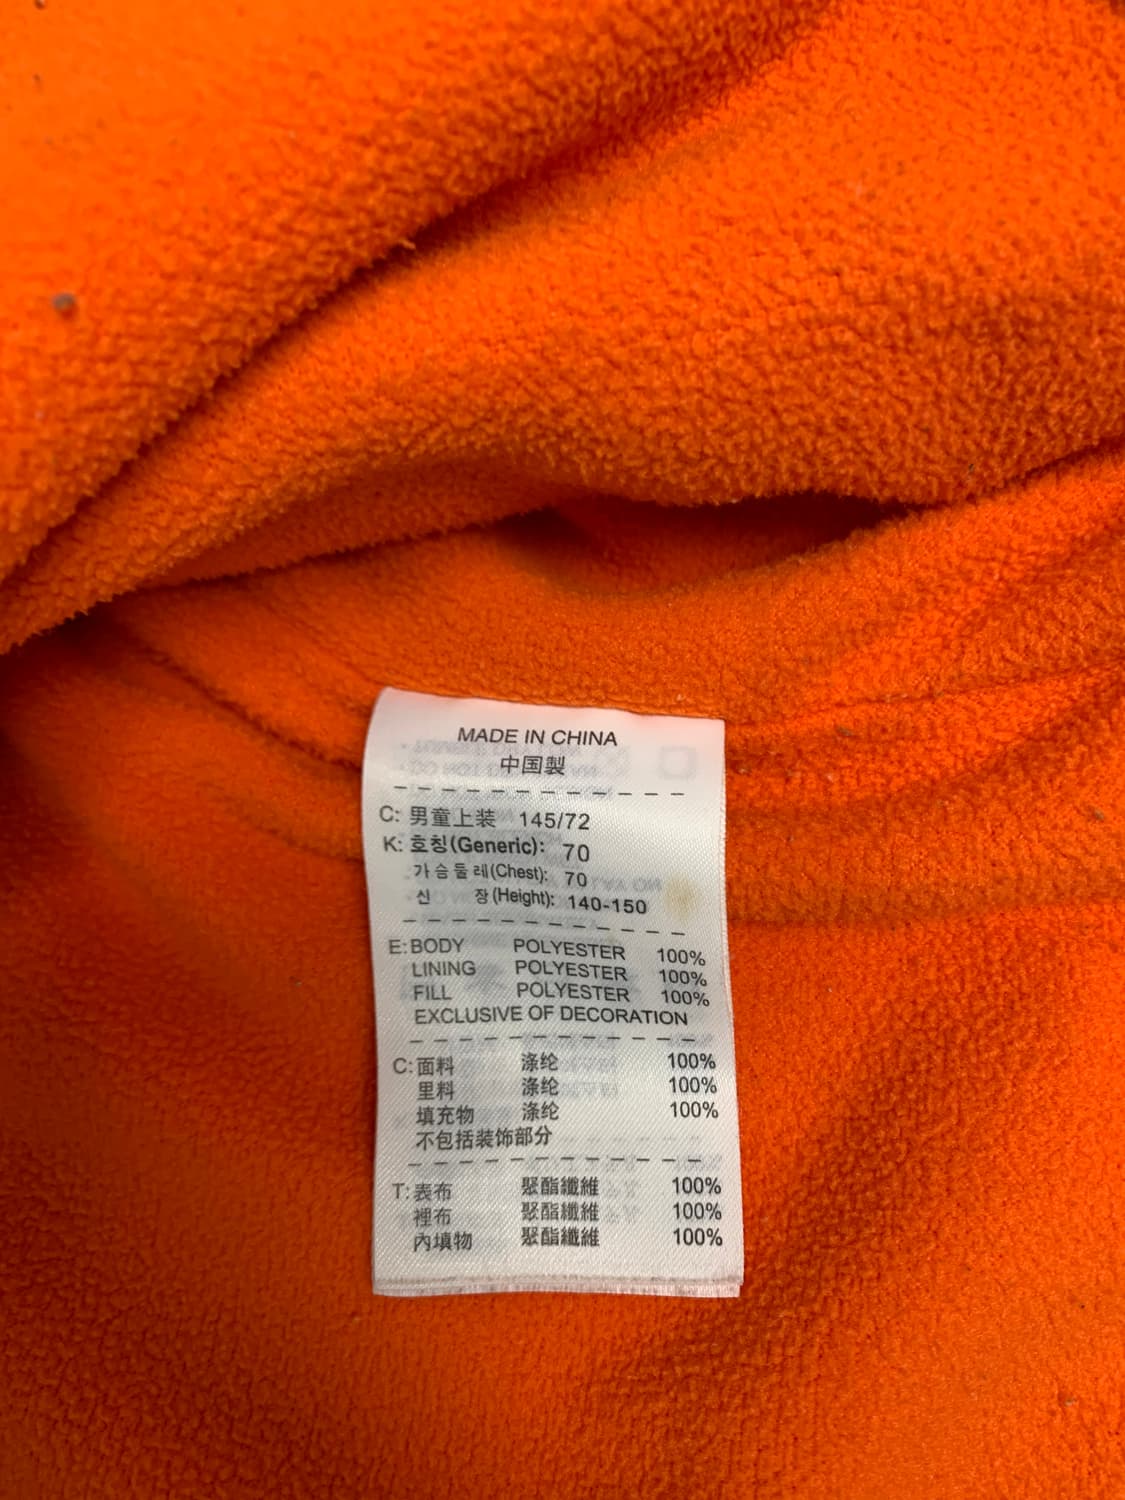 MADE IN CHINA
中国製
C: 男童上装 145/72
K: 호칭(Generic): 70
가슴둘레(Chest): 70
신 장(Height): 140-150
E: BODY POLYESTER 100%
LINING POLYESTER 100%
FILL POLYESTER 100%
EXCLUSIVE OF DECORATION
C: 面料 涤纶 100%
里料 涤纶 100%
填充物 涤纶 100%
不包括装饰部分
T: 表布 聚酯纖維 100%
裡布 聚酯纖維 100%
內填物 聚酯纖維 100%